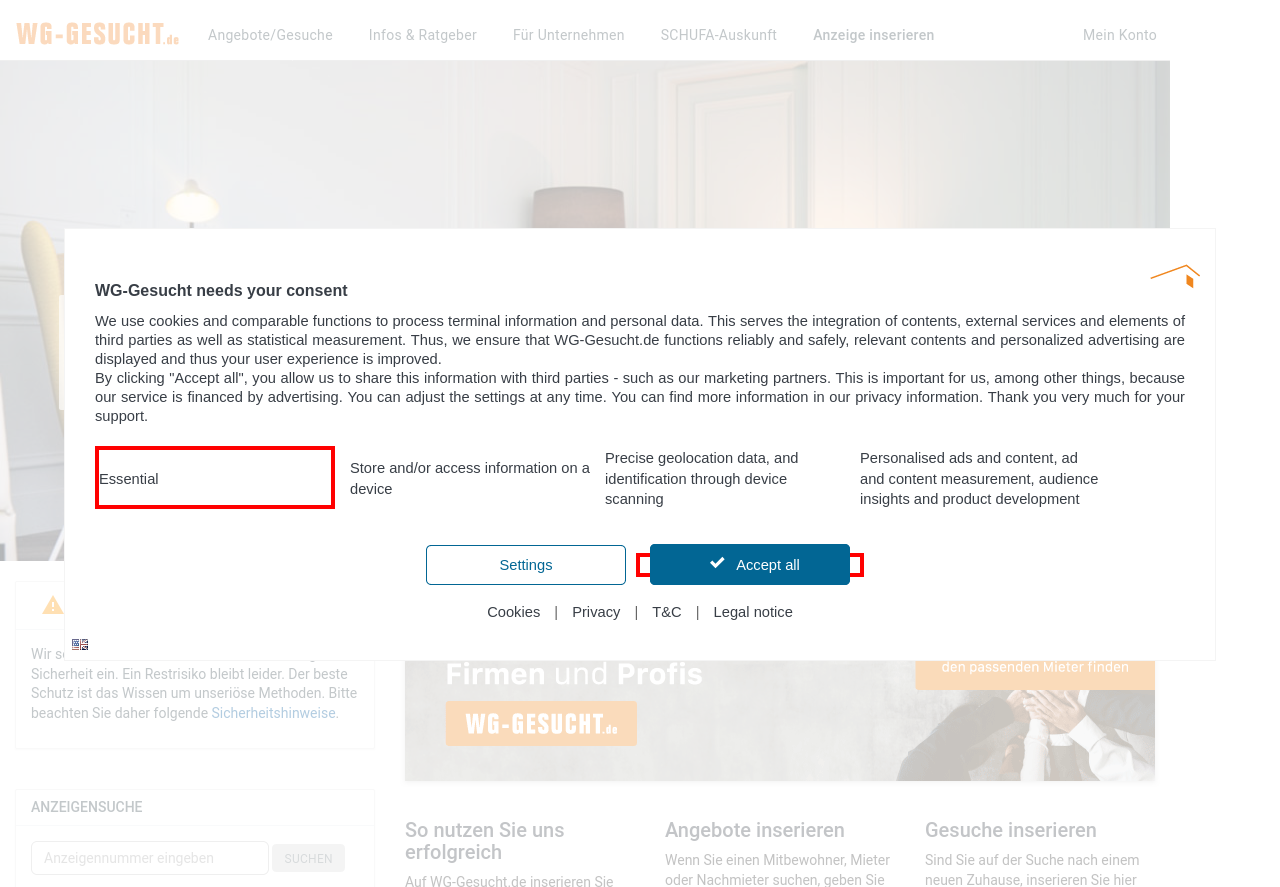 WG-GESUCHT.de
Angebote/Gesuche
Infos & Ratgeber
Für Unternehmen
SCHUFA-Auskunft
Anzeige inserieren
Mein Konto
WG-Gesucht needs your consent
We use cookies and comparable functions to process terminal information and personal data. This serves the integration of contents, external services and elements of
third parties as well as statistical measurement. Thus, we ensure that WG-Gesucht.de functions reliably and safely, relevant contents and personalized advertising are
displayed and thus your user experience is improved.
By clicking "Accept all", you allow us to share this information with third parties - such as our marketing partners. This is important for us, among other things, because
our service is financed by advertising. You can adjust the settings at any time. You can find more information in our privacy information. Thank you very much for your
support.
Essential
Store and/or access information on a
device
Precise geolocation data, and
identification through device
scanning
Personalised ads and content, ad
and content measurement, audience
insights and product development
Settings
Accept all
Cookies | Privacy | T&C | Legal notice
Wir
Sicherheit ein. Ein Restrisiko bleibt leider. Der beste
Schutz ist das Wissen um unseriöse Methoden. Bitte
beachten Sie daher folgende Sicherheitshinweise.
Firmen und Profis
WG-GESUCHT.de
den passenden Mieter finden
ANZEIGENSUCHE
Anzeigennummer eingeben
SUCHEN
So nutzen Sie uns
erfolgreich
Auf WG-Gesucht.de inserieren Sie
Angebote inserieren
Wenn Sie einen Mitbewohner, Mieter
oder Nachmieter suchen, geben Sie
Gesuche inserieren
Sind Sie auf der Suche nach einem
neuen Zuhause, inserieren Sie hier